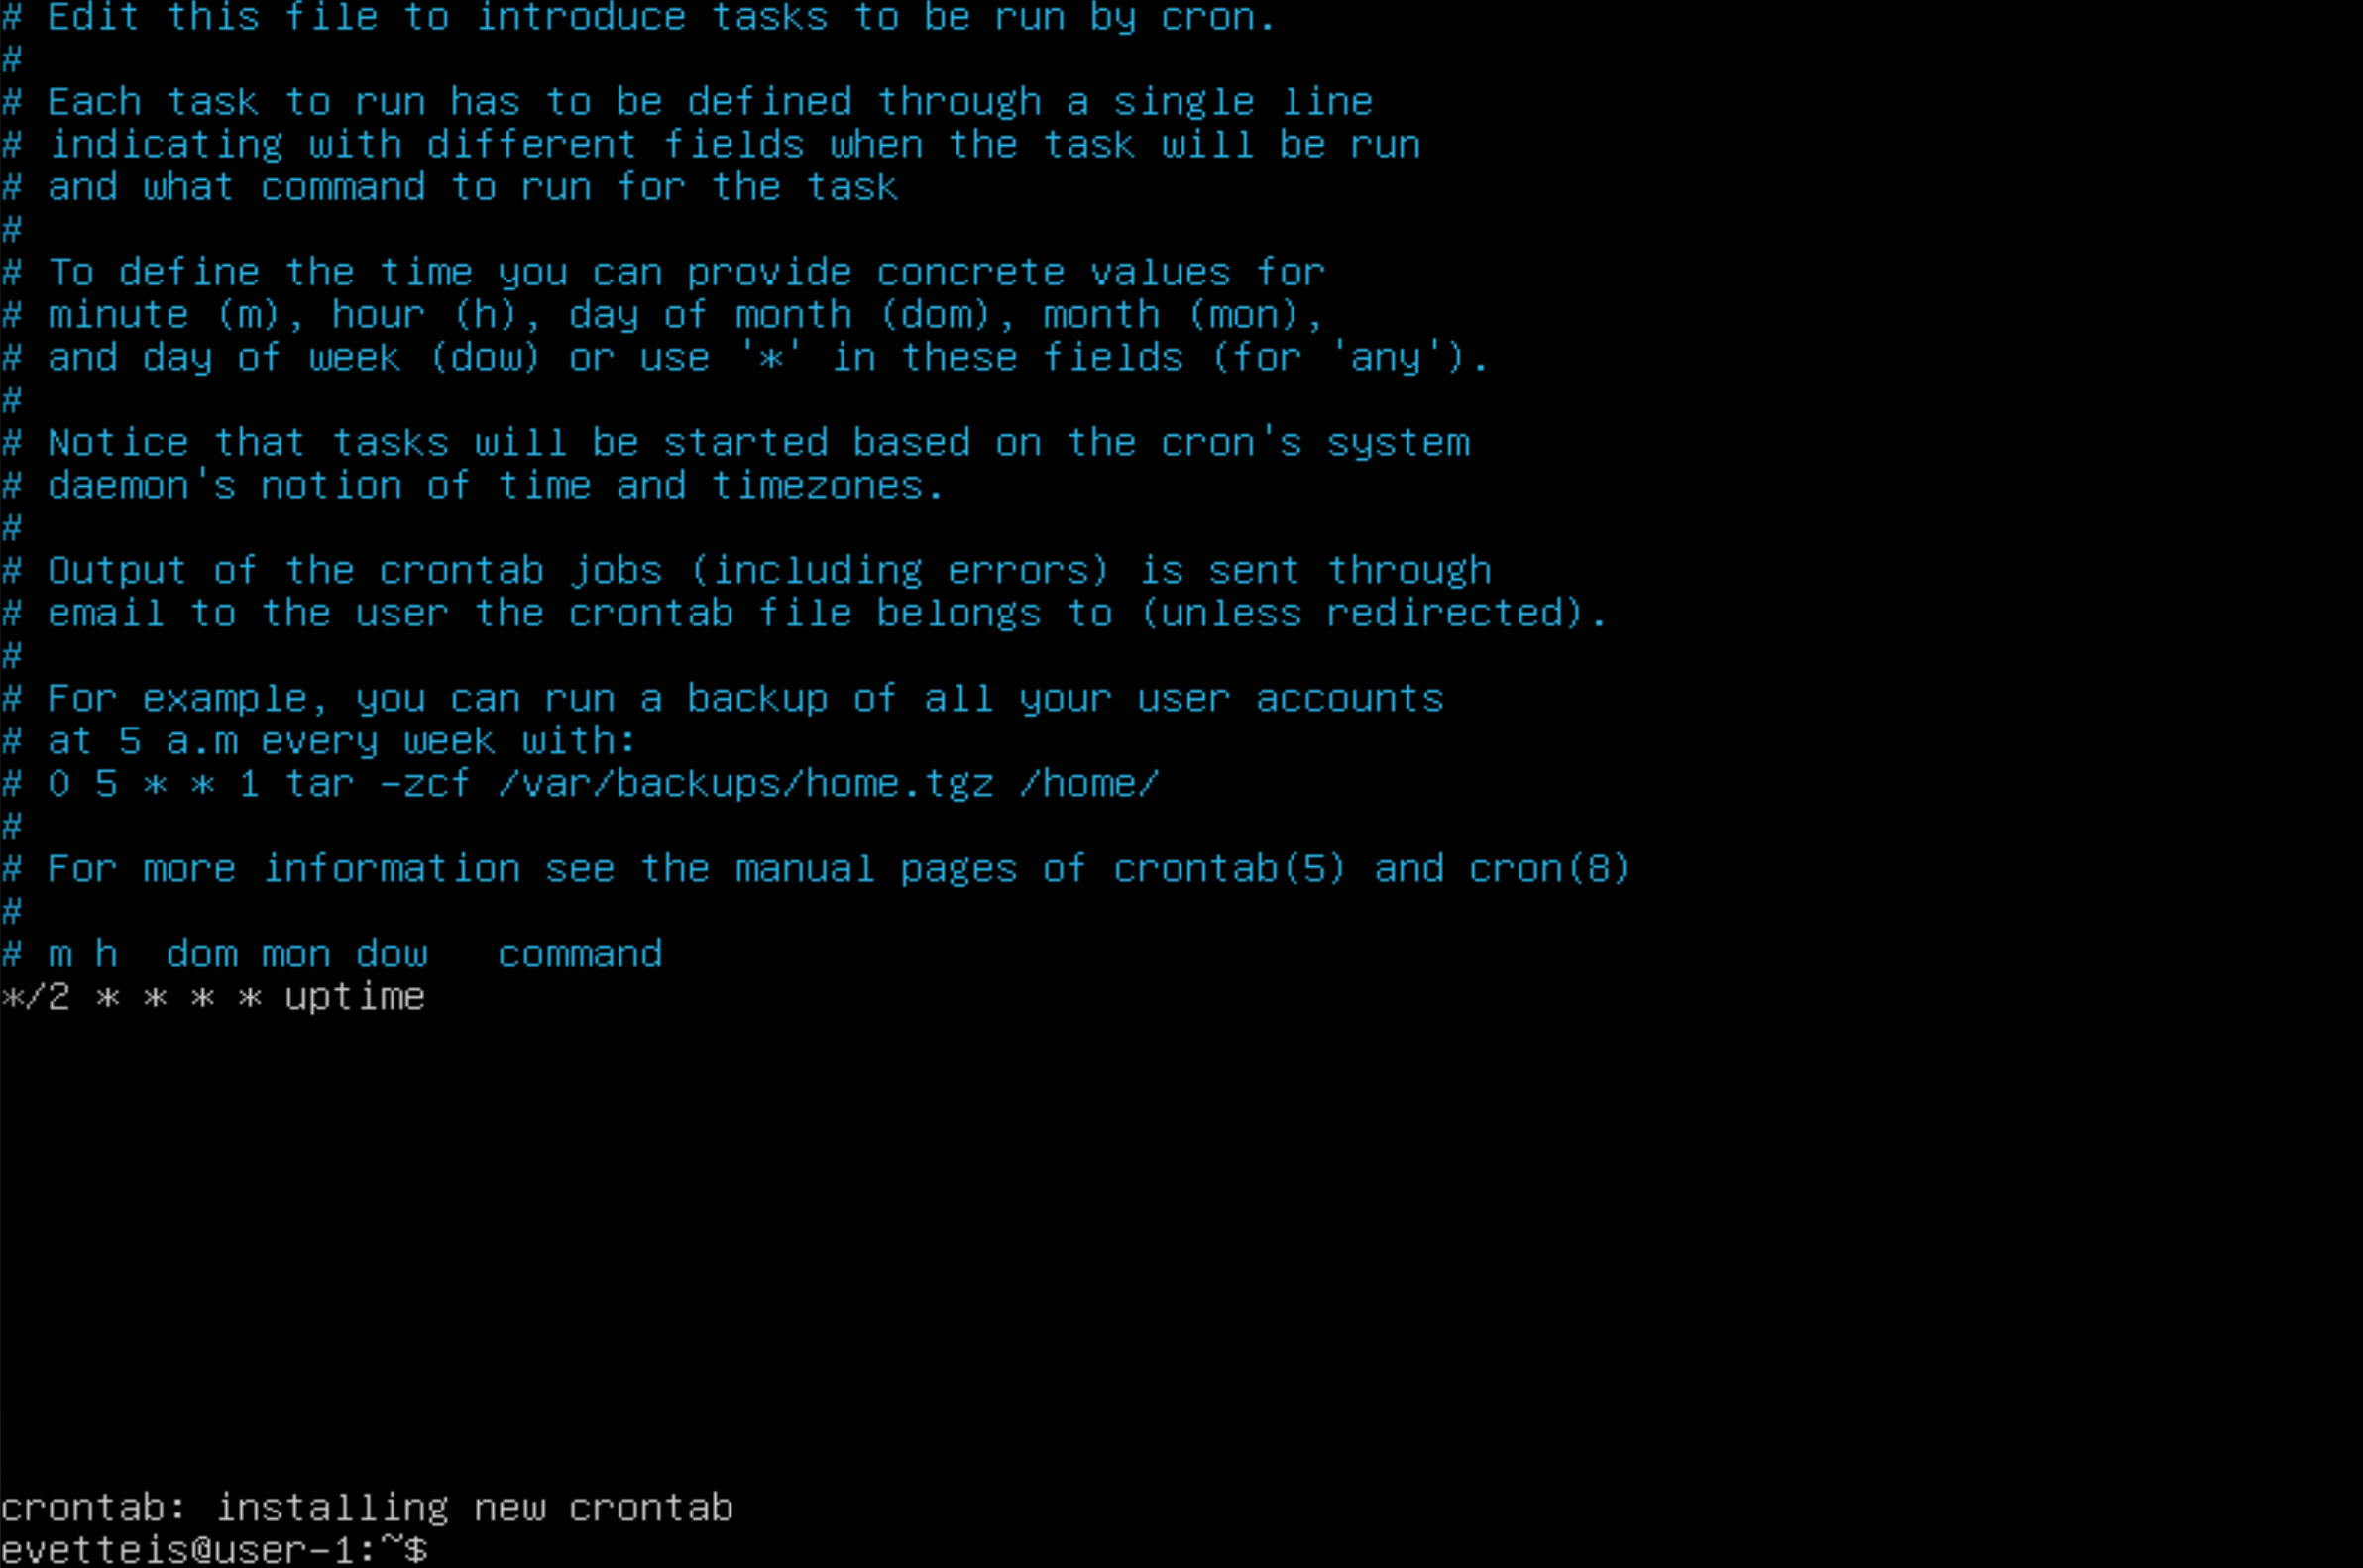 # Edit this file to introduce tasks to be run by cron.
#
# Each task to run has to be defined through a single line
# indicating with different fields when the task will be run
# and what command to run for the task
#
# To define the time you can provide concrete values for
# minute (m), hour (h), day of month (dom), month (mon),
# and day of week (dow) or use '*' in these fields (for 'any').
#
# Notice that tasks will be started based on the cron's system
# daemon's notion of time and timezones.
#
# Output of the crontab jobs (including errors) is sent through
# email to the user the crontab file belongs to (unless redirected).
#
# For example, you can run a backup of all your user accounts
# at 5 a.m every week with:
# 0 5 * * 1 tar -zcf /var/backups/home.tgz /home/
#
# For more information see the manual pages of crontab(5) and cron(8)
#
# m h  dom mon dow   command
*/2 * * * * uptime
crontab: installing new crontab
evetteis@user-1:~$